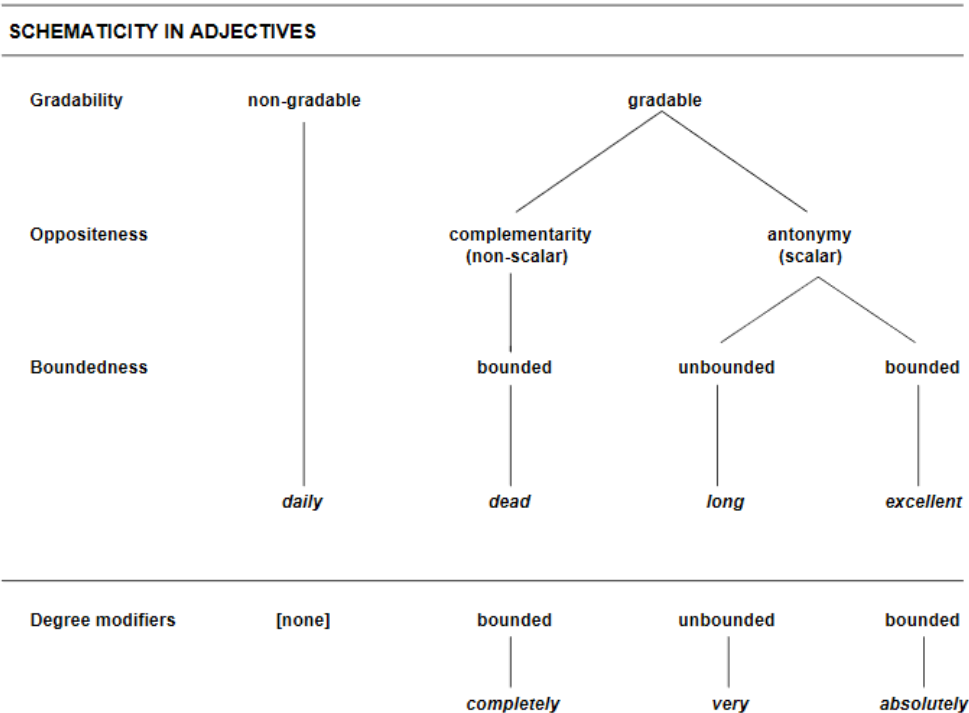 SCHEMATICITY IN ADJECTIVES
Gradability non-gradable gradable
Oppositeness complementarity antonymy
(non-scalar) (scalar)
Boundedness bounded unbounded bounded
daily dead long excellent
Degree modifiers [none] bounded unbounded bounded
completely very absolutely